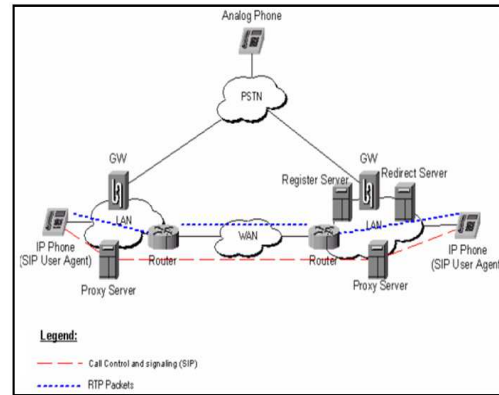 Analog Phone
PSTN
GW
GW
Redirect Server
Register Server
LAN
LAN
WAN
IP Phone
(SIP User Agent)
Router
Router
IP Phone
(SIP User Agent)
Proxy Server
Proxy Server
Legend:
Call Control and signaling (SIP)
RTP Packets